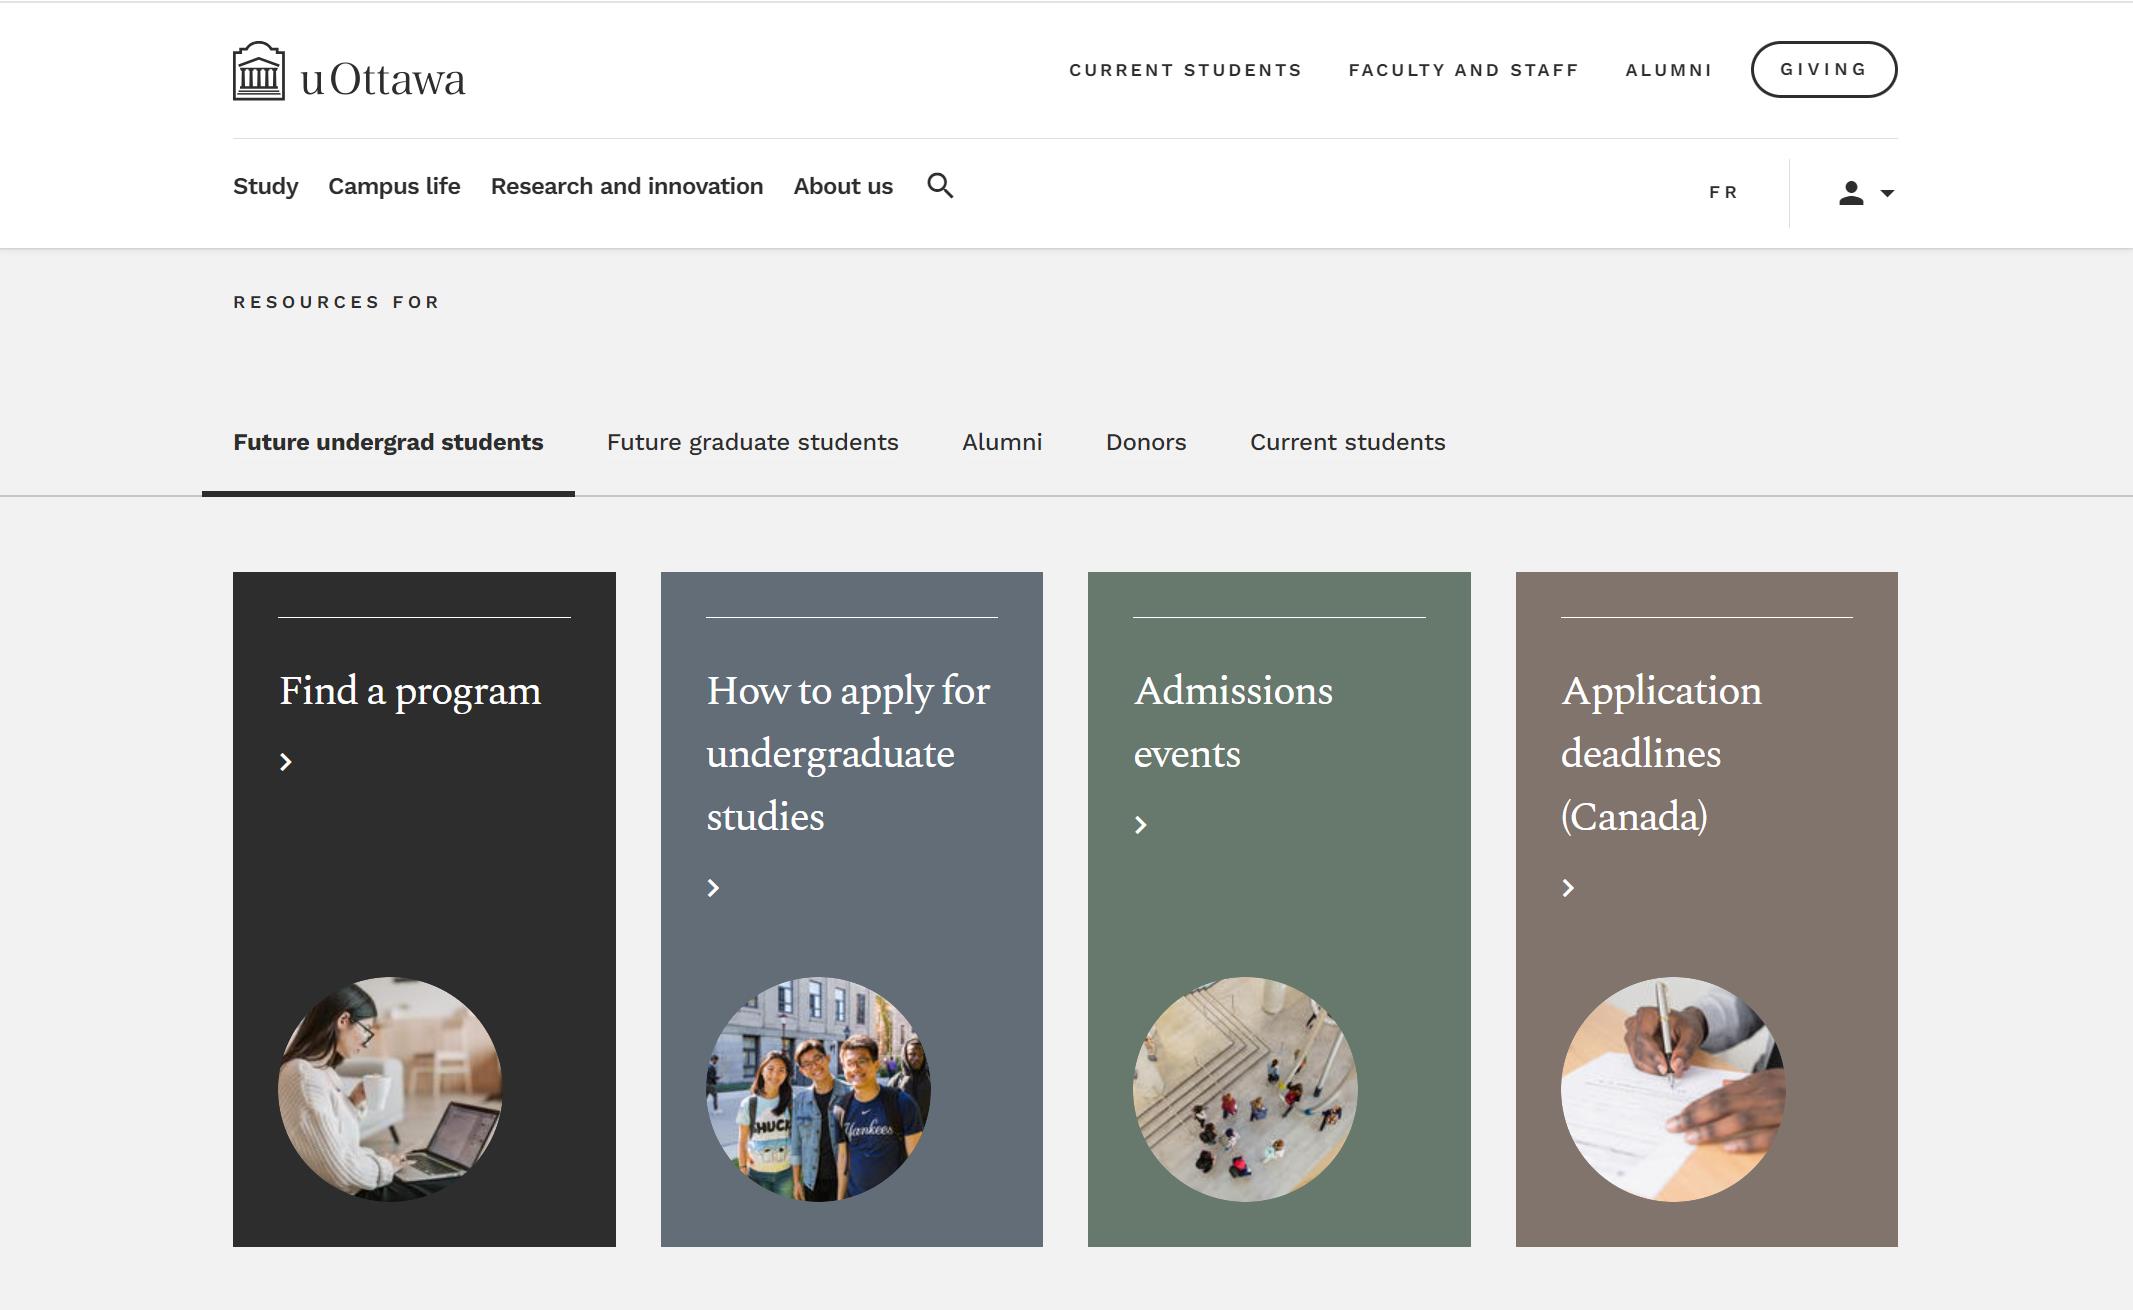 uOttawa
CURRENT STUDENTS
FACULTY AND STAFF
ALUMNI
GIVING
Study
Campus life
Research and innovation
About us
FR
RESOURCES FOR
Future undergrad students
Future graduate students
Alumni
Donors
Current students
Find a program
How to apply for
undergraduate
studies
Admissions
events
Application
deadlines
(Canada)
HUCK
Yankees